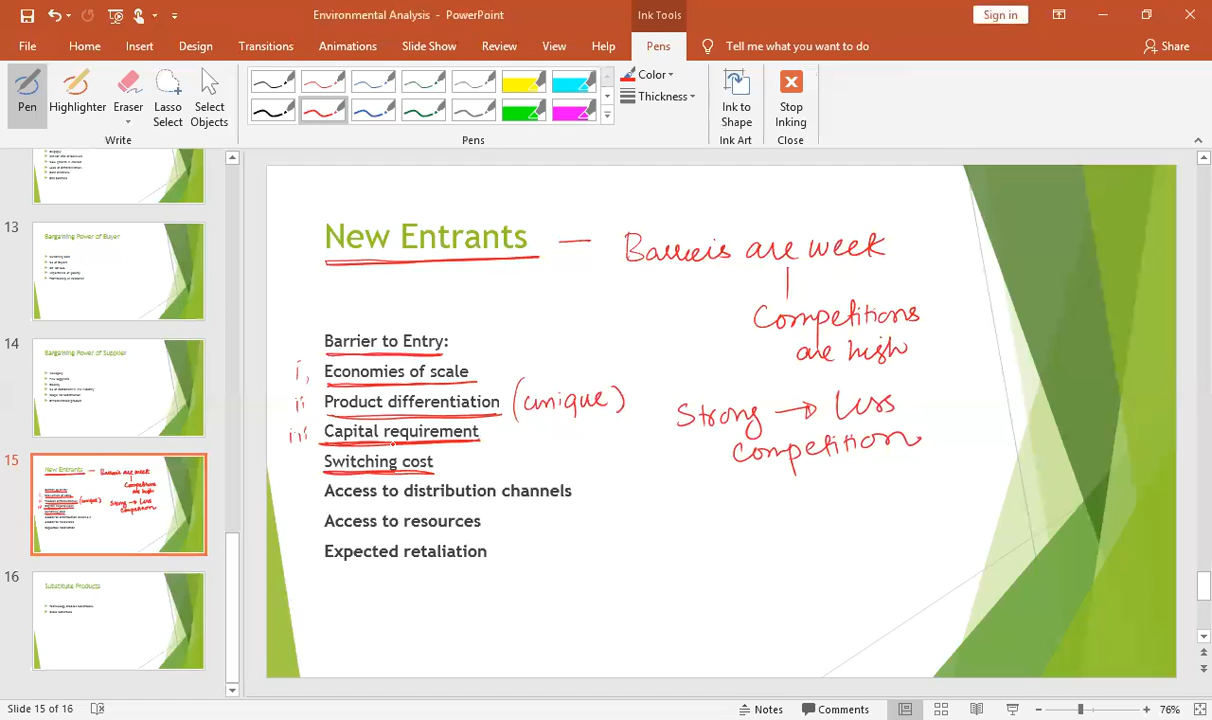 Environmental Analysis - PowerPoint
Ink Tools
Sign in
File
Home
Insert
Design
Transitions
Animations
Slide Show
Review
View
Help
Pens
Tell me what you want to do
Share
Pen
Highlighter
Eraser
Lasso Select
Select Objects
Write
Pens
Color
Thickness
Ink to Shape
Ink Art
Stop Inking
Close
13
Bargaining Power of Buyer
14
Bargaining Power of Supplier
15
New Entrants
16
Substitute Products
New Entrants — Barriers are week
Competitions
are high
Barrier to Entry:
i, Economies of scale
ii Product differentiation (unique)
Strong → Less
competition
iii Capital requirement
Switching cost
Access to distribution channels
Access to resources
Expected retaliation
Slide 15 of 16
Notes
Comments
76%